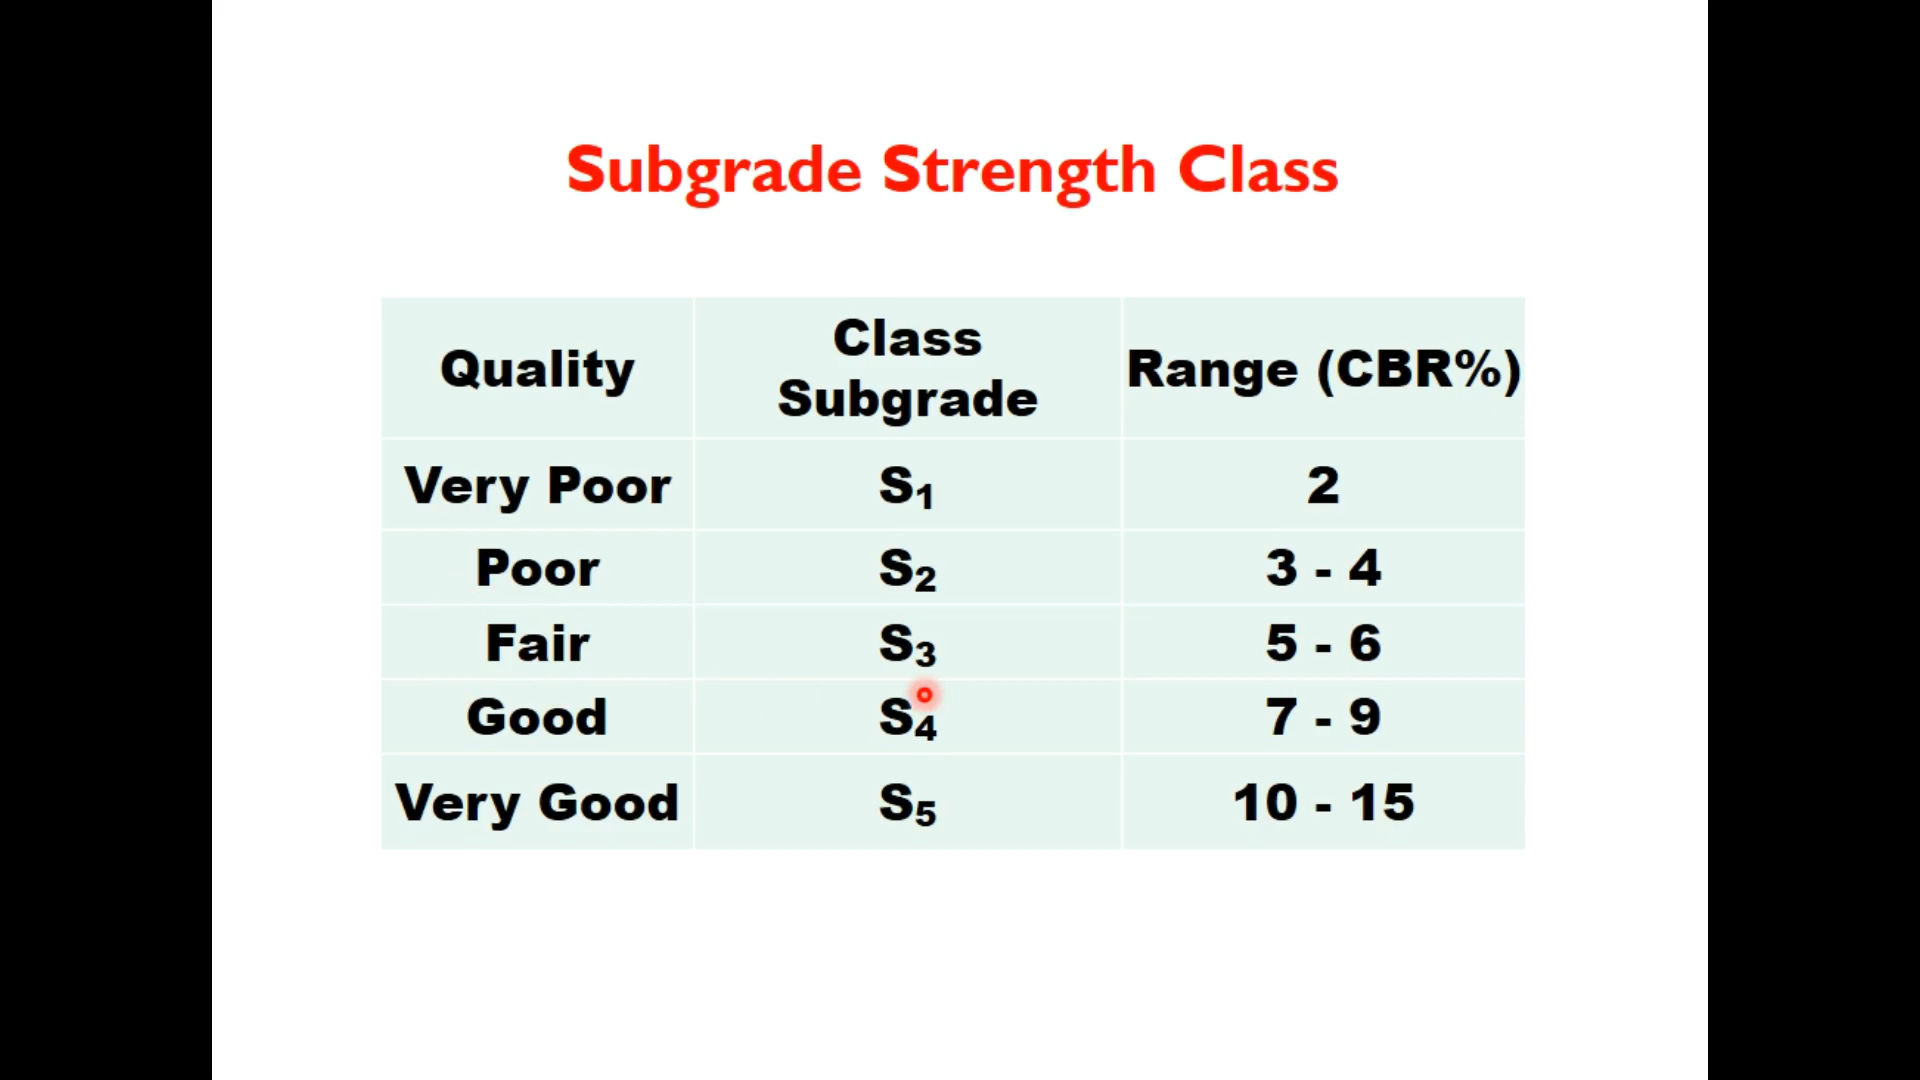 Subgrade Strength Class
Quality Class Subgrade Range (CBR%)
Very Poor S₁ 2
Poor S₂ 3 - 4
Fair S₃ 5 - 6
Good S₄ 7 - 9
Very Good S₅ 10 - 15